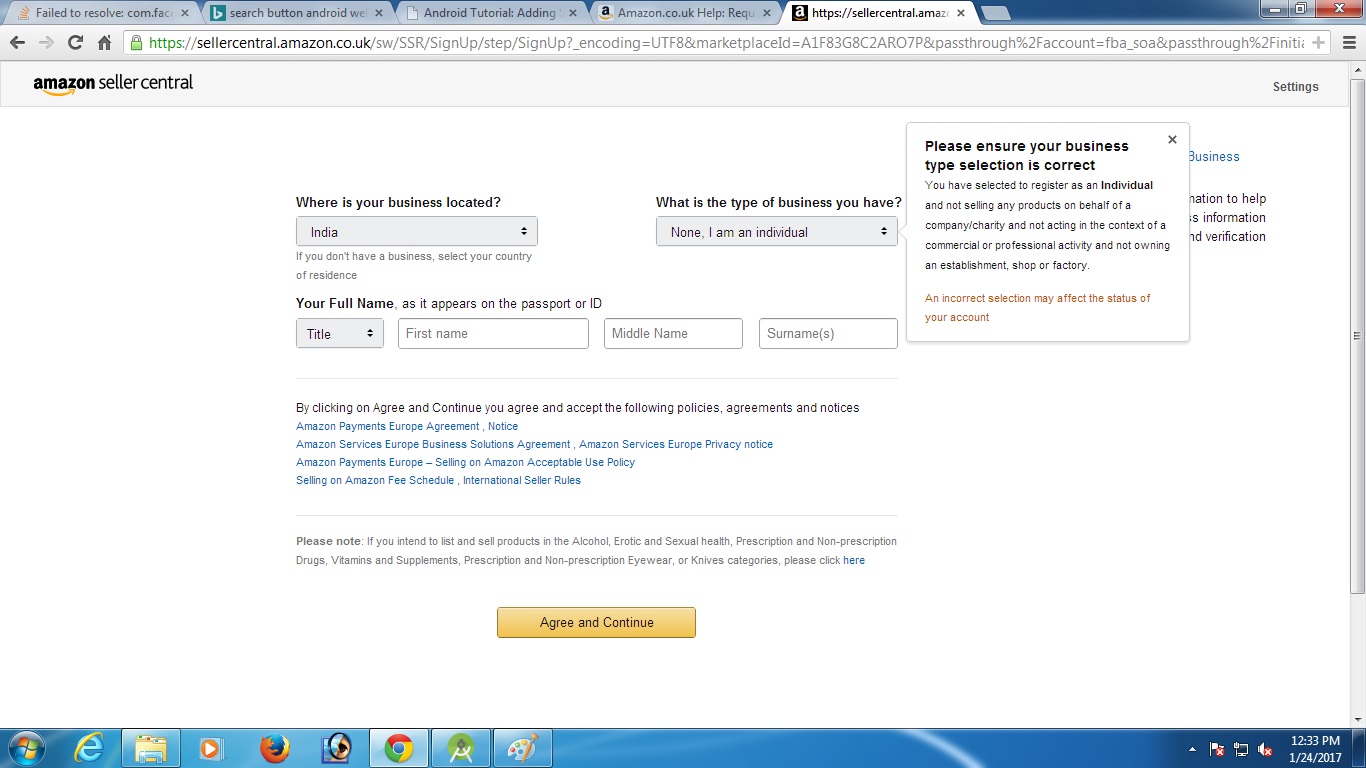 Failed to resolve: com.fac
search button android we
Android Tutorial: Adding
Amazon.co.uk Help: Requ
https://sellercentral.amaz
https://sellercentral.amazon.co.uk/sw/SSR/SignUp/step/SignUp?_encoding=UTF8&marketplaceId=A1F83G8C2ARO7P&passthrough%2Faccount=fba_soa&passthrough%2Finitia
amazon seller central
Settings
Please ensure your business
type selection is correct
You have selected to register as an Individual
and not selling any products on behalf of a
company/charity and not acting in the context of a
commercial or professional activity and not owning
an establishment, shop or factory.
An incorrect selection may affect the status of
your account
Business
nation to help
ss information
nd verification
Where is your business located?
What is the type of business you have?
India
None, I am an individual
If you don't have a business, select your country
of residence
Your Full Name, as it appears on the passport or ID
Title
First name
Middle Name
Surname(s)
By clicking on Agree and Continue you agree and accept the following policies, agreements and notices
Amazon Payments Europe Agreement , Notice
Amazon Services Europe Business Solutions Agreement , Amazon Services Europe Privacy notice
Amazon Payments Europe – Selling on Amazon Acceptable Use Policy
Selling on Amazon Fee Schedule , International Seller Rules
Please note: If you intend to list and sell products in the Alcohol, Erotic and Sexual health, Prescription and Non-prescription
Drugs, Vitamins and Supplements, Prescription and Non-prescription Eyewear, or Knives categories, please click here
Agree and Continue
12:33 PM
1/24/2017